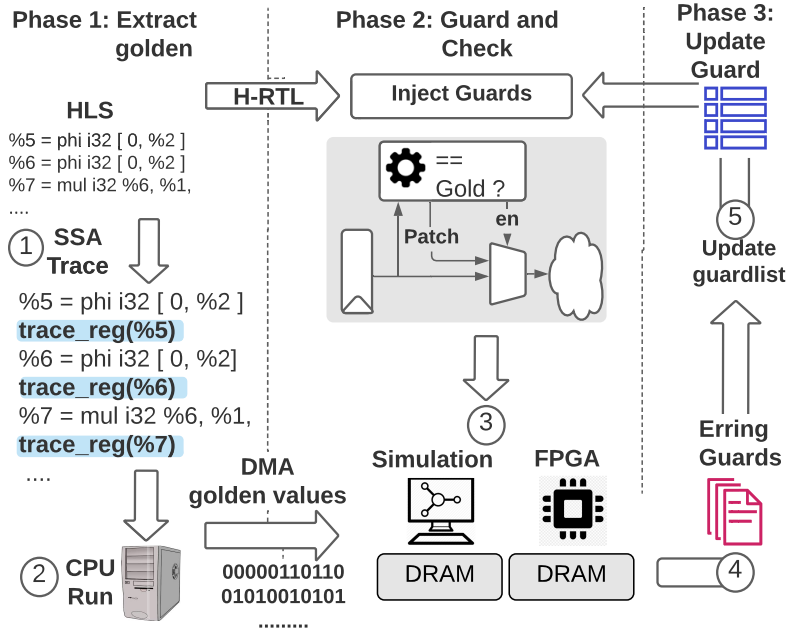 Phase 1: Extract
golden
HLS
%5 = phi i32 [ 0, %2 ]
%6 = phi i32 [ 0, %2 ]
%7 = mul i32 %6, %1,
....
1
SSA
Trace
%5 = phi i32 [ 0, %2 ]
trace_reg(%5)
%6 = phi i32 [ 0, %2]
trace_reg(%6)
%7 = mul i32 %6, %1,
trace_reg(%7)
....
2
CPU
Run
H-RTL
DMA
golden values
00000110110
01010010101
.........
Phase 2: Guard and
Check
Inject Guards
==
Gold ?
Patch
en
3
Simulation
FPGA
DRAM
DRAM
Phase 3:
Update
Guard
5
Update
guardlist
Erring
Guards
4